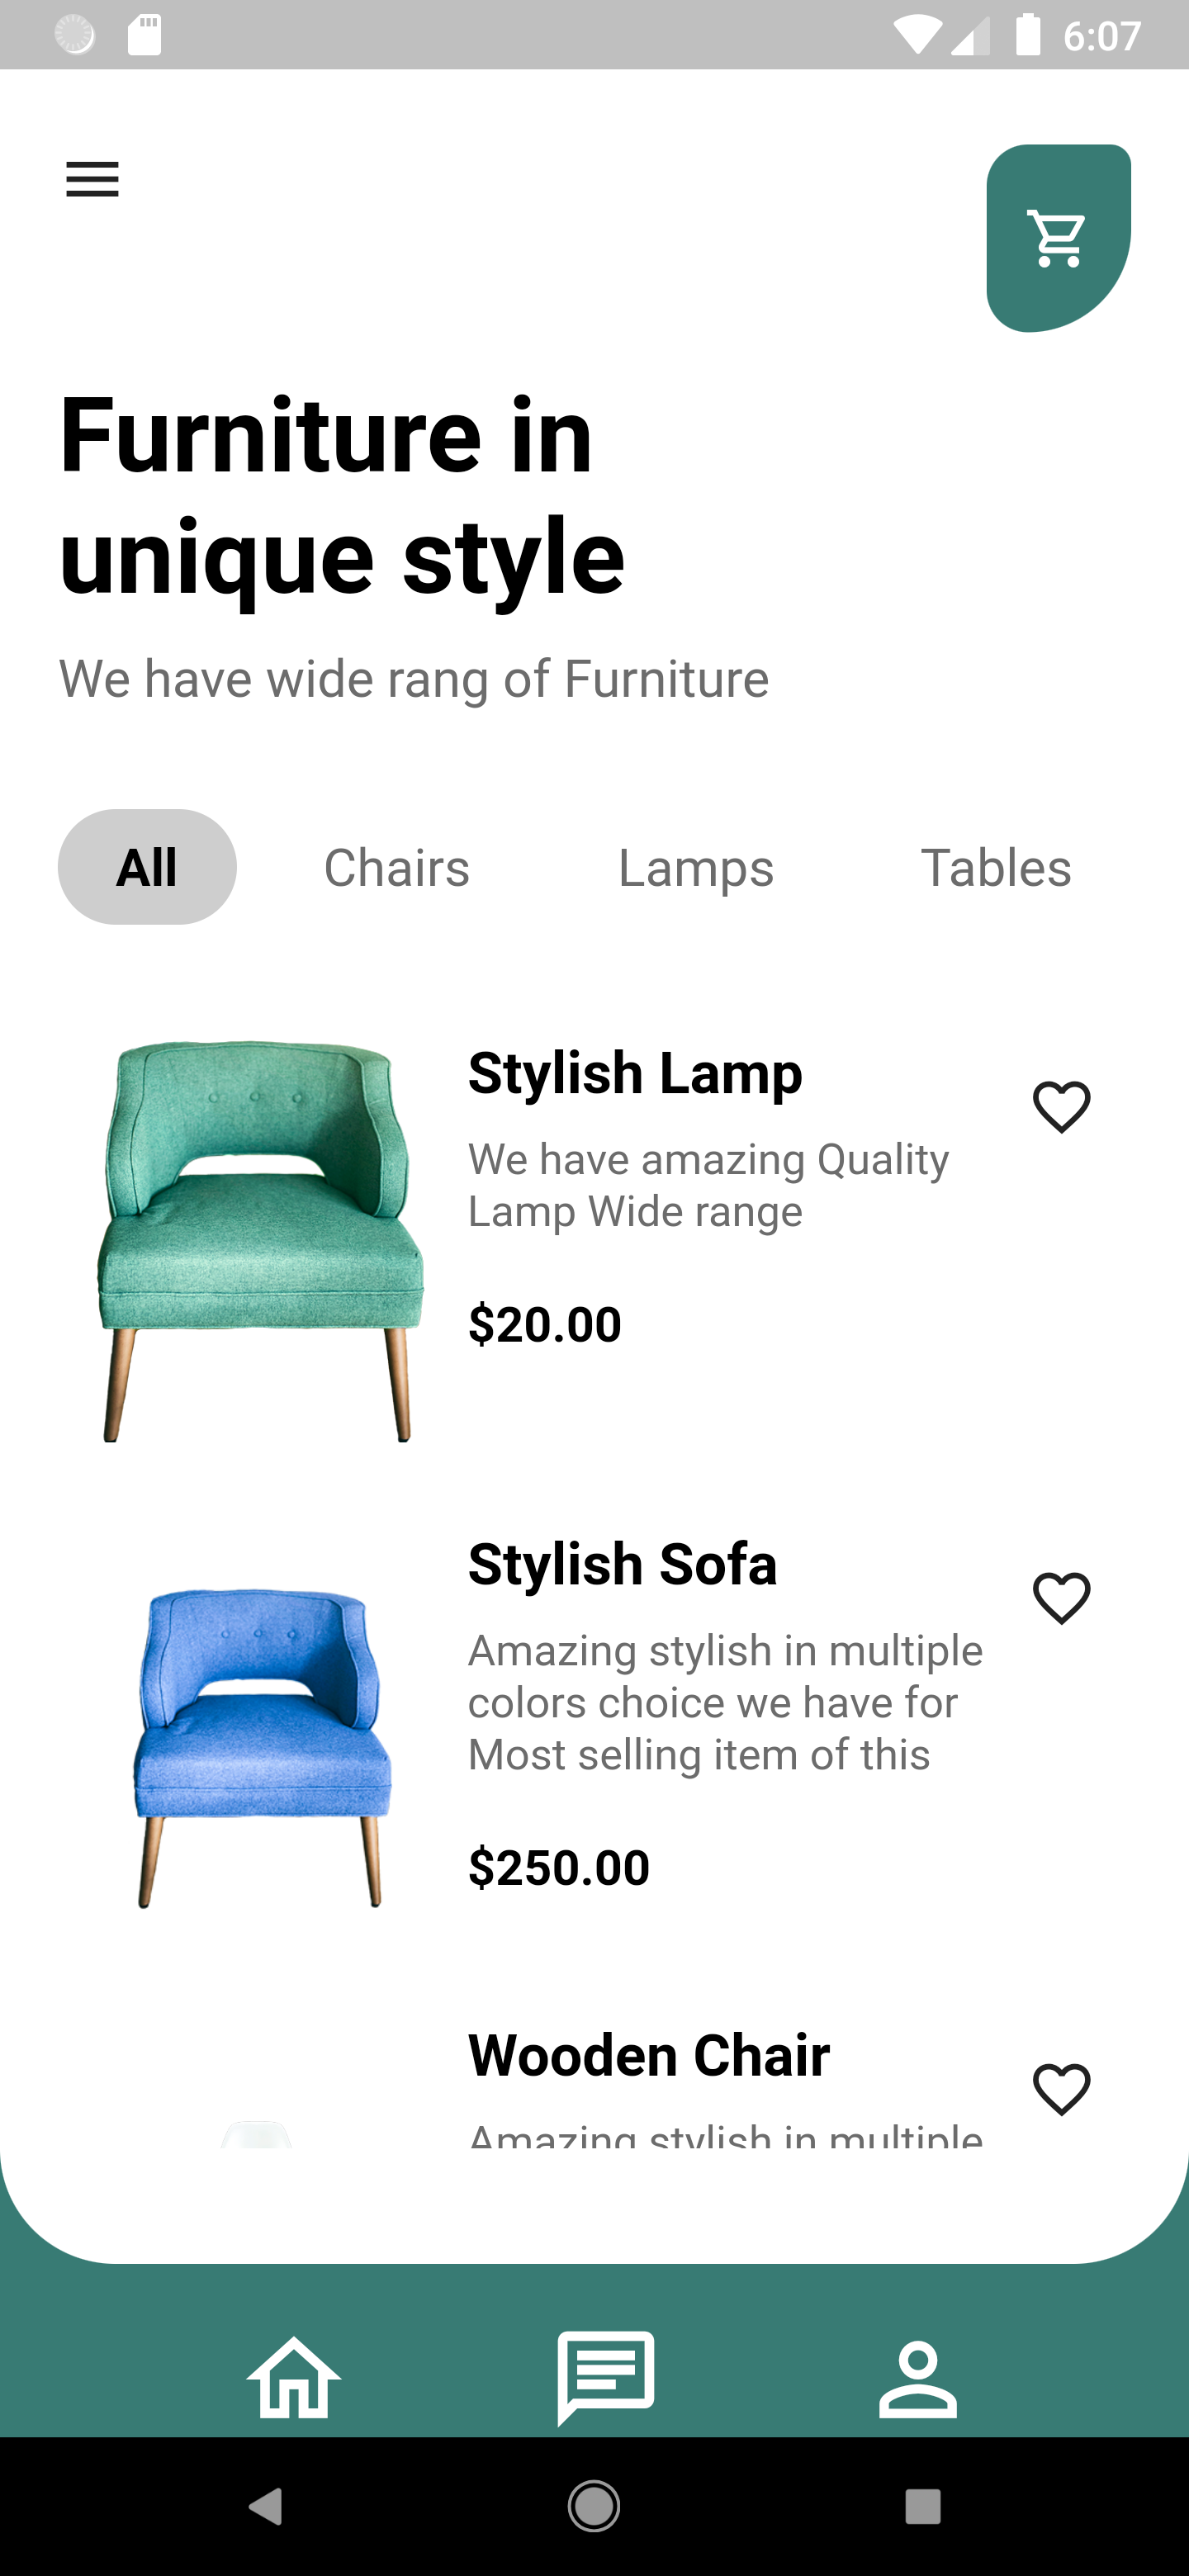 6:07
Furniture in
unique style
We have wide rang of Furniture
All Chairs Lamps Tables
Stylish Lamp
We have amazing Quality
Lamp Wide range
$20.00
Stylish Sofa
Amazing stylish in multiple
colors choice we have for
Most selling item of this
$250.00
Wooden Chair
Amazing stylish in multiple